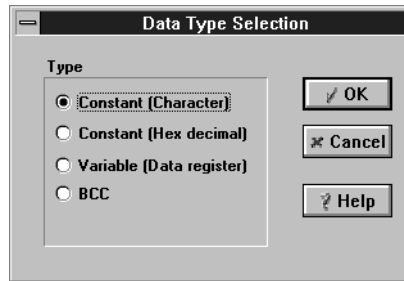 Data Type Selection
Type
Constant (Character)
Constant (Hex decimal)
Variable (Data register)
BCC
OK
Cancel
Help